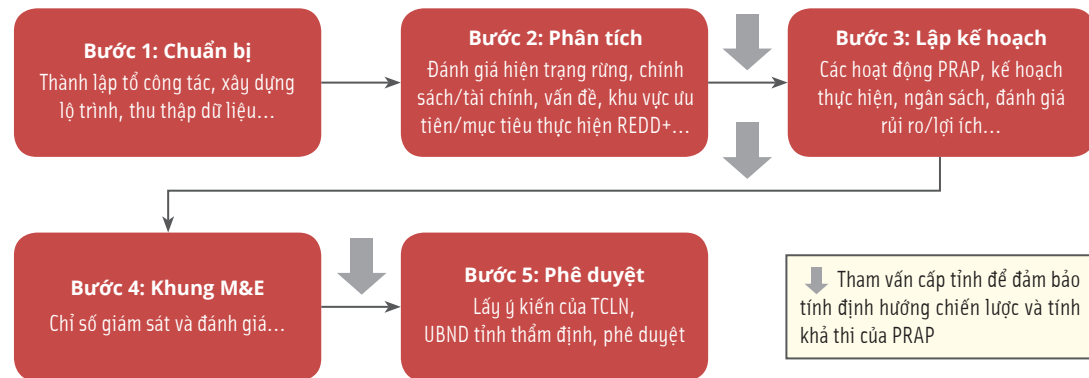 Bước 1: Chuẩn bị
Thành lập tổ công tác, xây dựng
lộ trình, thu thập dữ liệu...
Bước 2: Phân tích
Đánh giá hiện trạng rừng, chính
sách/tài chính, vấn đề, khu vực ưu
tiên/mục tiêu thực hiện REDD+...
Bước 3: Lập kế hoạch
Các hoạt động PRAP, kế hoạch
thực hiện, ngân sách, đánh giá
rủi ro/lợi ích...
Bước 4: Khung M&E
Chỉ số giám sát và đánh giá...
Bước 5: Phê duyệt
Lấy ý kiến của TCLN,
UBND tỉnh thẩm định, phê duyệt
Tham vấn cấp tỉnh để đảm bảo
tính định hướng chiến lược và tính
khả thi của PRAP